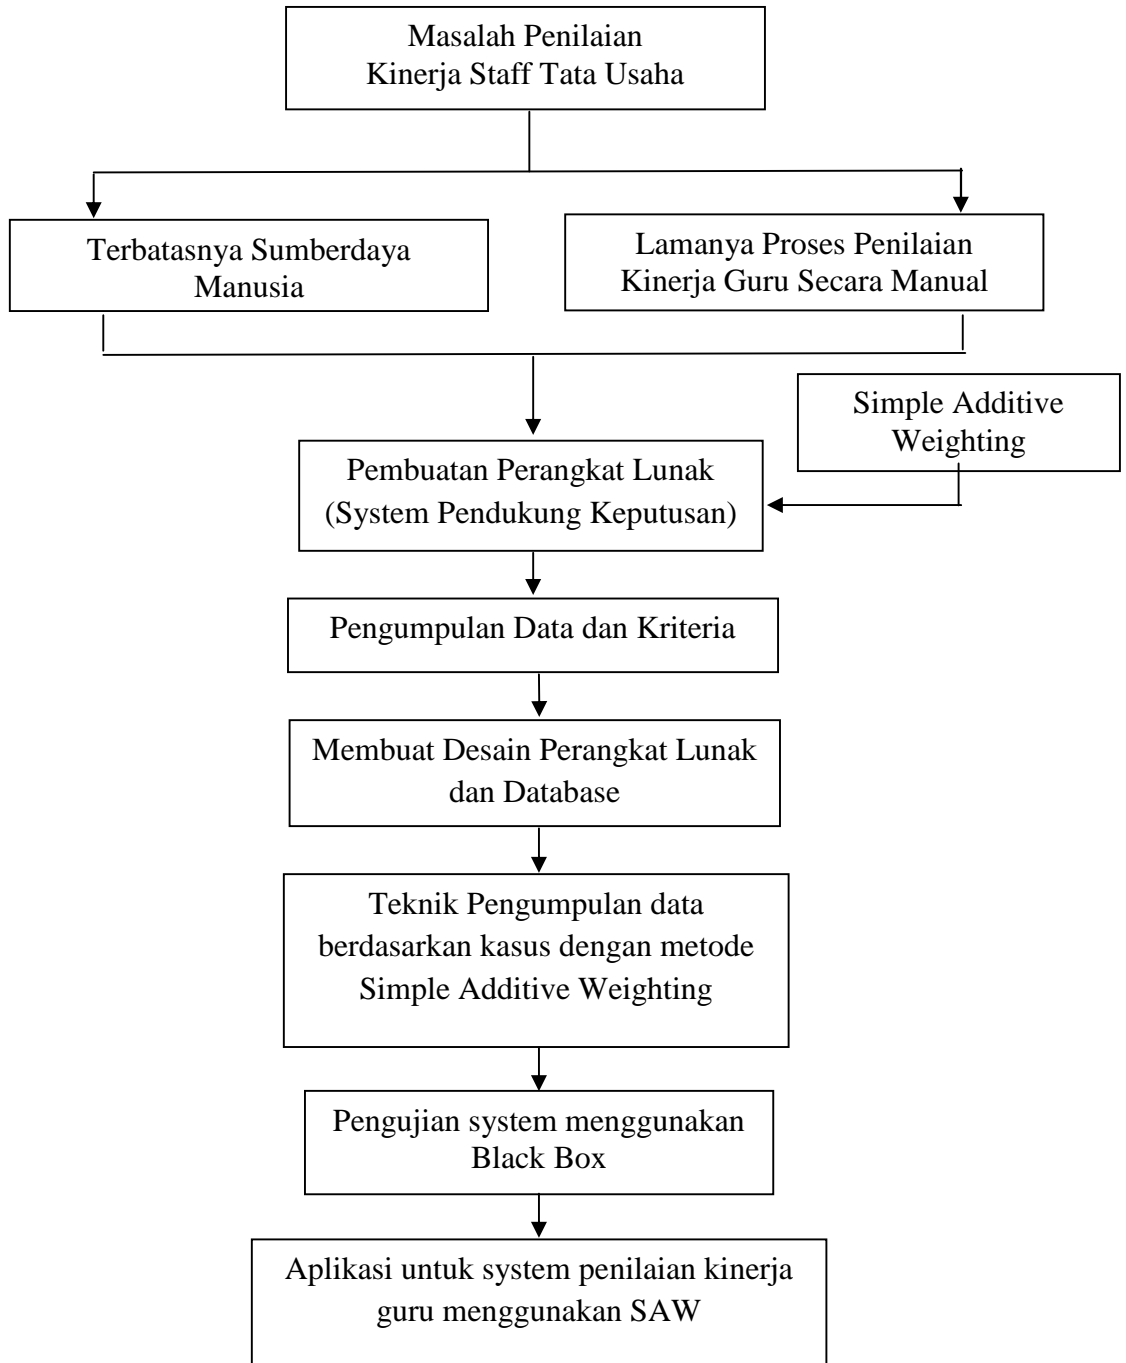 Masalah Penilaian
Kinerja Staff Tata Usaha
Terbatasnya Sumberdaya
Manusia
Lamanya Proses Penilaian
Kinerja Guru Secara Manual
Simple Additive
Weighting
Pembuatan Perangkat Lunak
(System Pendukung Keputusan)
Pengumpulan Data dan Kriteria
Membuat Desain Perangkat Lunak
dan Database
Teknik Pengumpulan data
berdasarkan kasus dengan metode
Simple Additive Weighting
Pengujian system menggunakan
Black Box
Aplikasi untuk system penilaian kinerja
guru menggunakan SAW